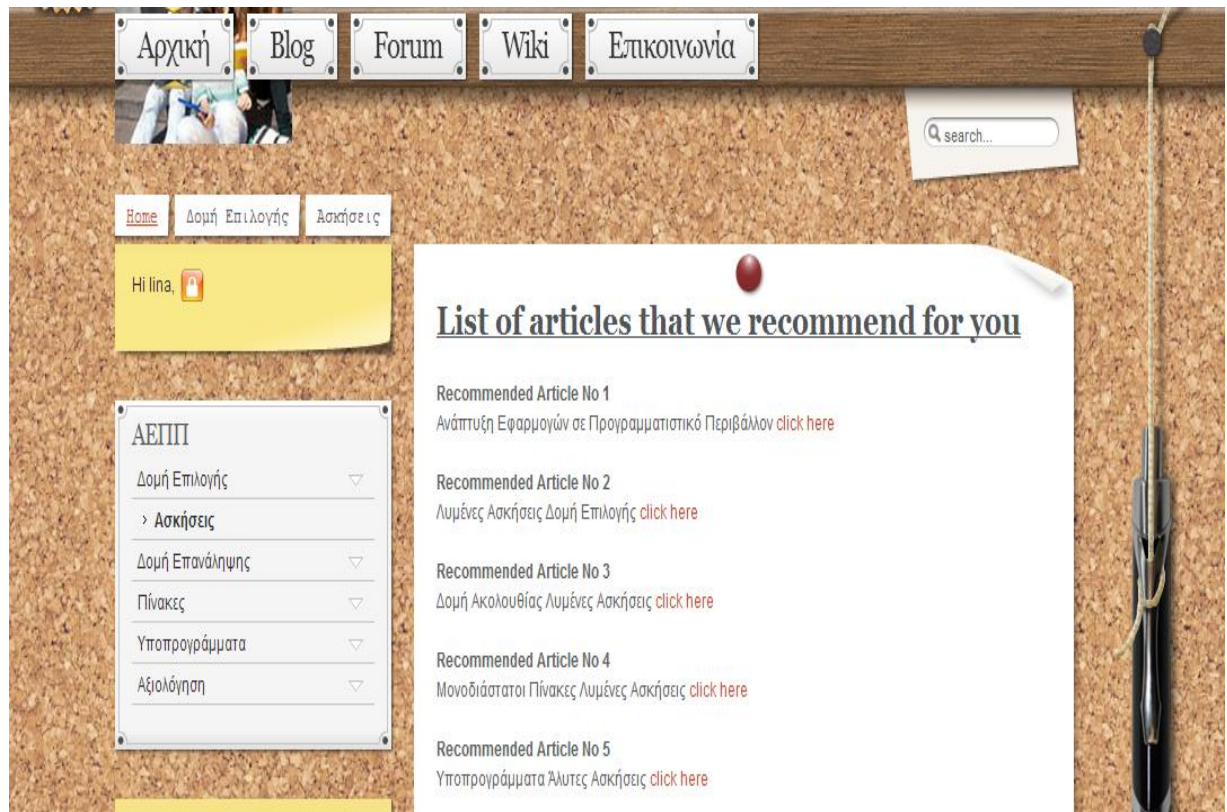 Αρχική
Blog
Forum
Wiki
Επικοινωνία
search...
Home
Δομή Επιλογής
Ασκήσεις
Hi lina,
ΑΕΠΠ
Δομή Επιλογής
› Ασκήσεις
Δομή Επανάληψης
Πίνακες
Υποπρογράμματα
Αξιολόγηση
List of articles that we recommend for you
Recommended Article No 1
Ανάπτυξη Εφαρμογών σε Προγραμματιστικό Περιβάλλον click here
Recommended Article No 2
Λυμένες Ασκήσεις Δομή Επιλογής click here
Recommended Article No 3
Δομή Ακολουθίας Λυμένες Ασκήσεις click here
Recommended Article No 4
Μονοδιάστατοι Πίνακες Λυμένες Ασκήσεις click here
Recommended Article No 5
Υποπρογράμματα Άλυτες Ασκήσεις click here